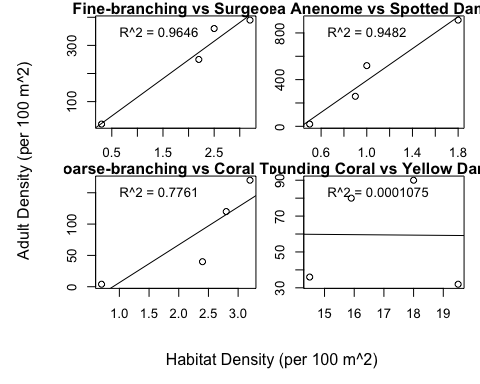 Fine-branching vs Surgeo
ea Anenome vs Spotted Dar
R^2 = 0.9646
R^2 = 0.9482
100 300
0 400 800
0.5 1.5 2.5
0.6 1.0 1.4 1.8
oarse-branching vs Coral T
ounding Coral vs Yellow Dar
R^2 = 0.7761
R^2 = 0.0001075
0 50 100
30 50 70 90
1.0 1.5 2.0 2.5 3.0
15 16 17 18 19
Adult Density (per 100 m^2)
Habitat Density (per 100 m^2)